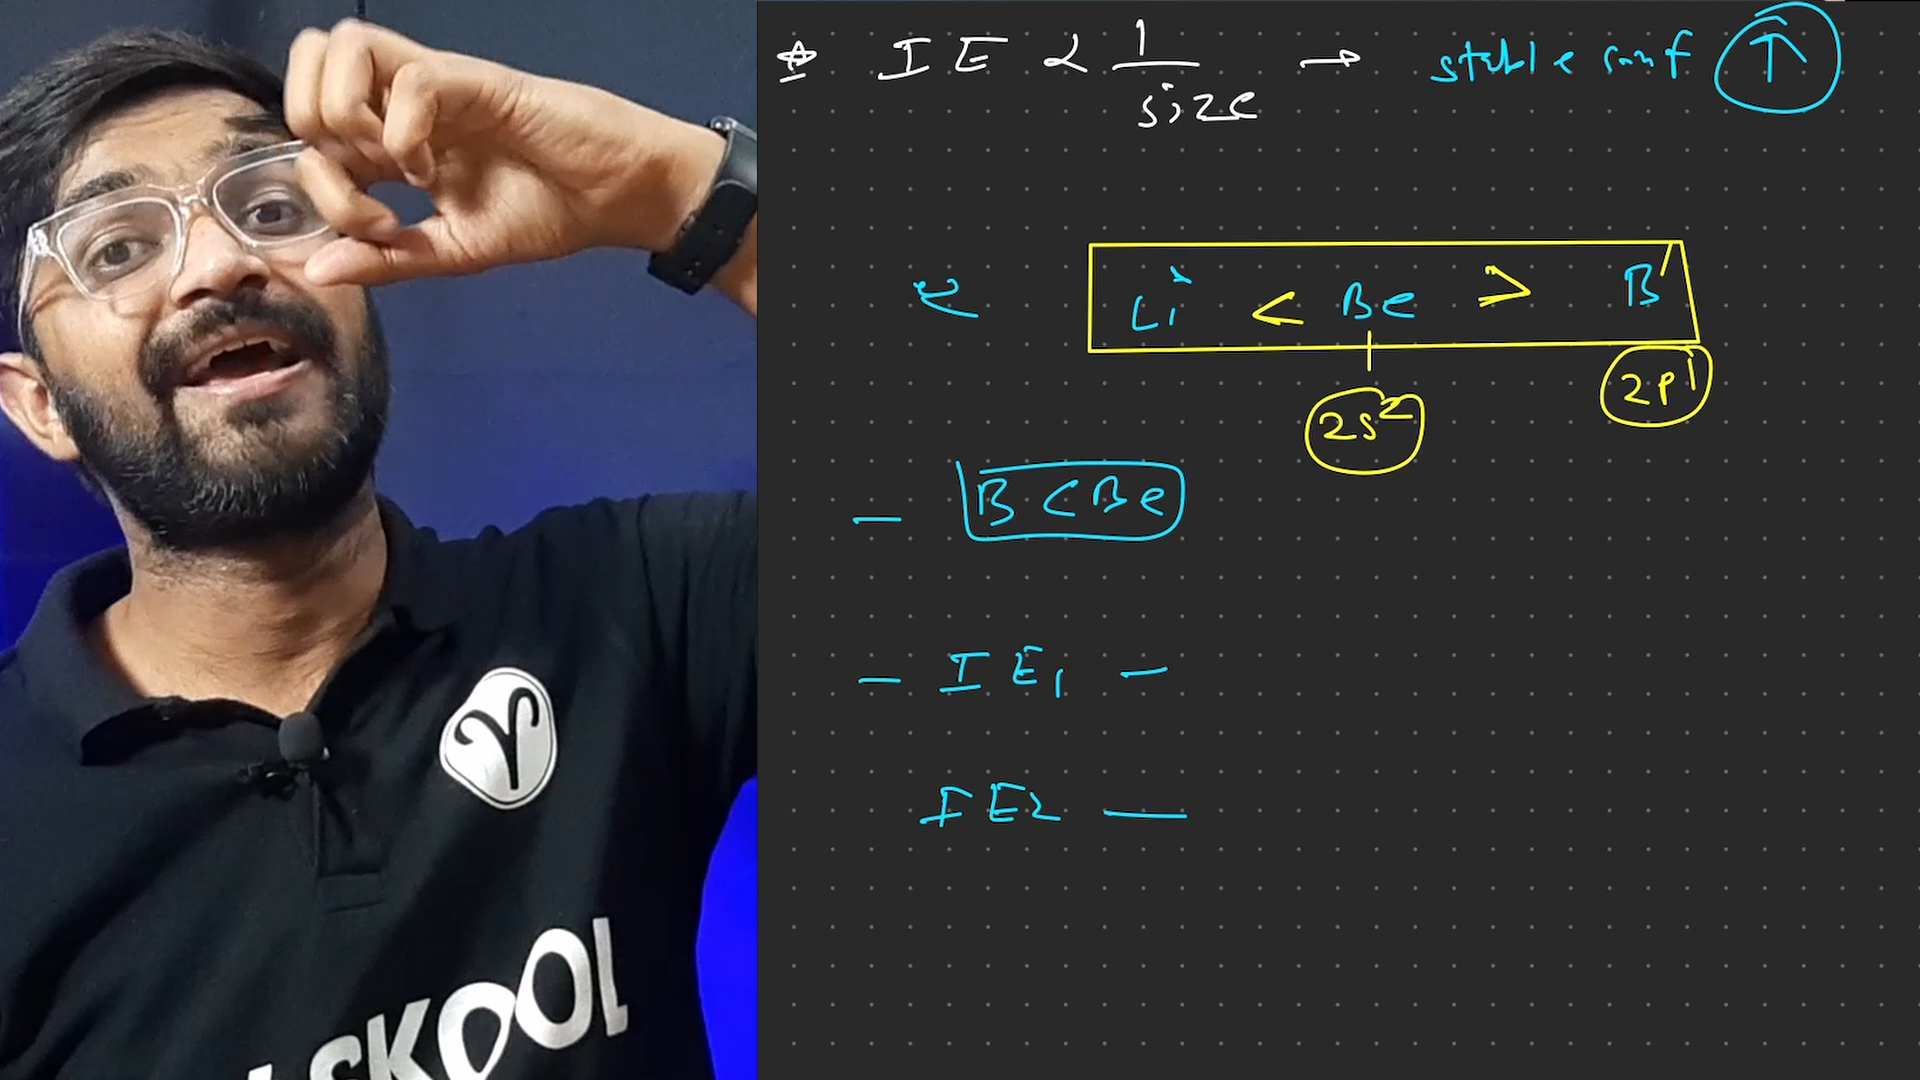 IE ∝ 1/size → stable conf ↑
Li < Be > B
2s²
2p¹
– B < Be
– IE₁ –
IE₂ —
SKOOL